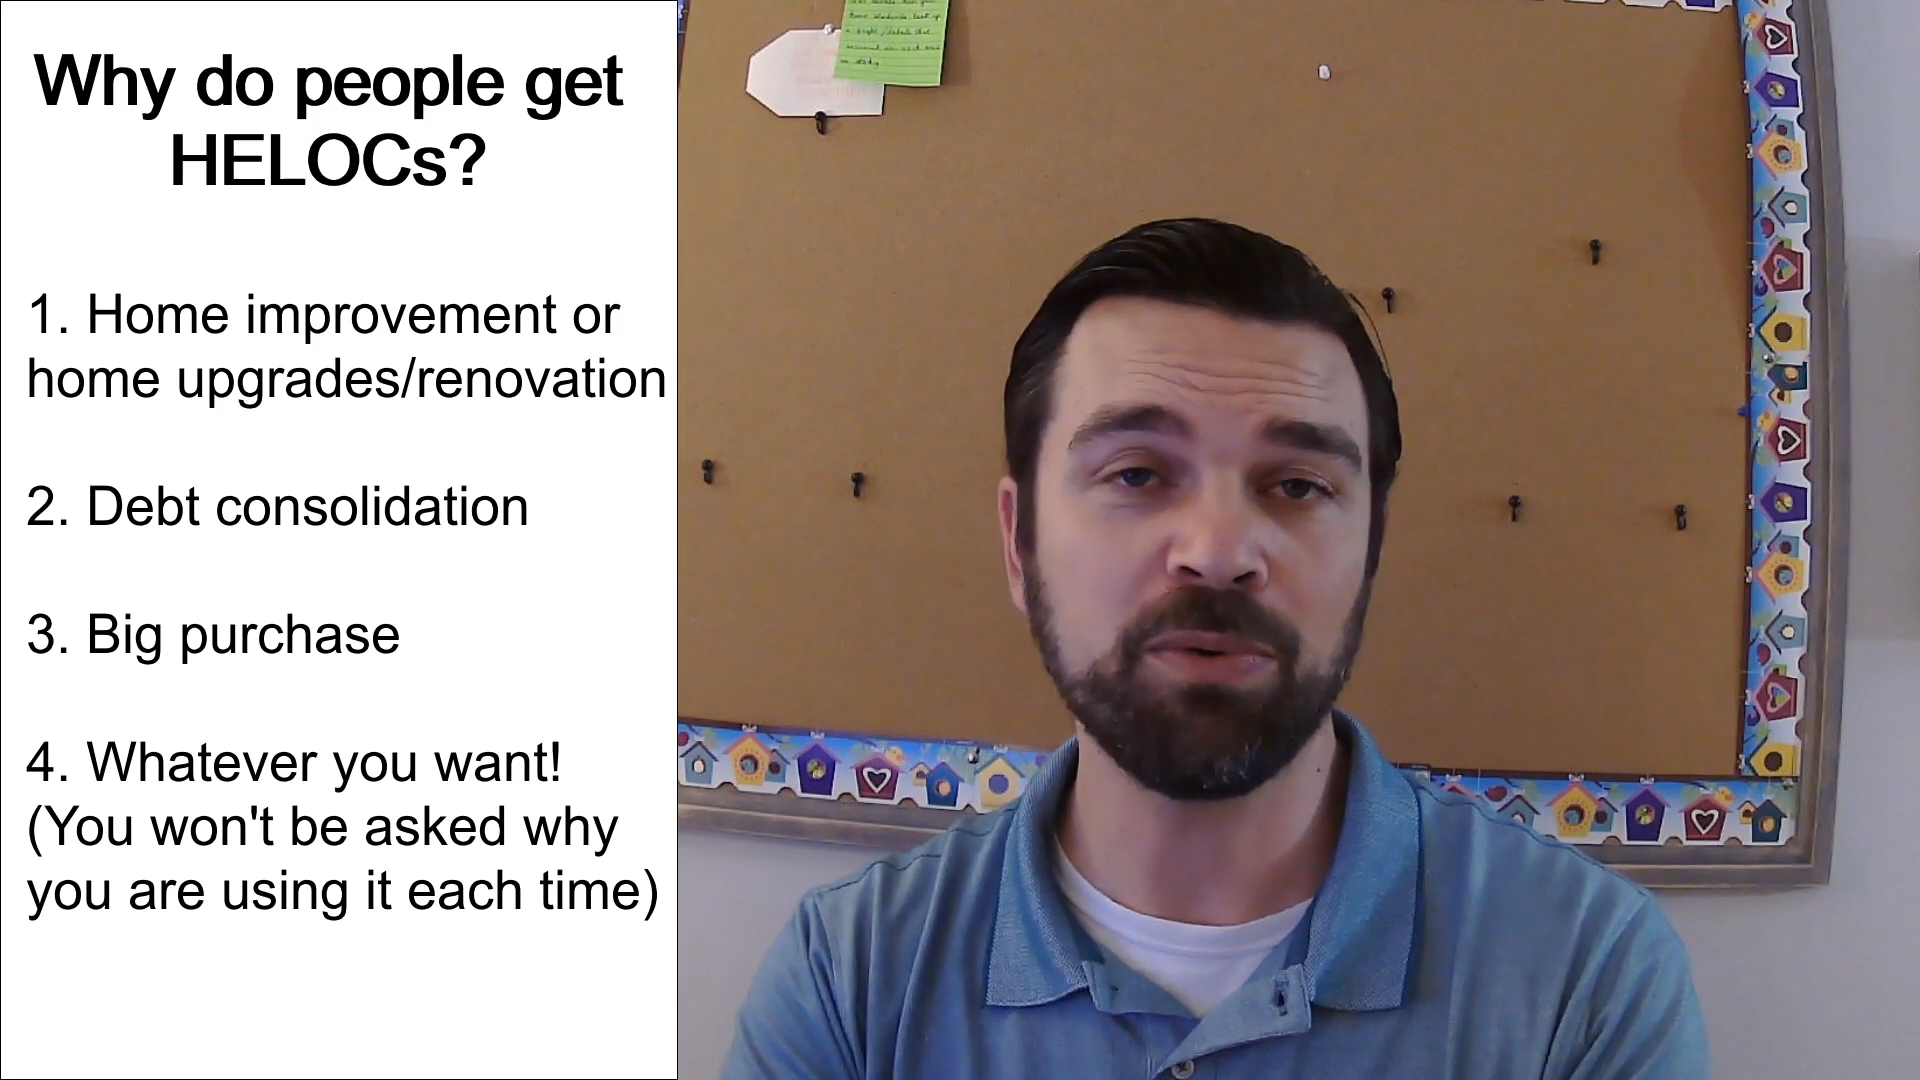 Why do people get
HELOCs?
1. Home improvement or
home upgrades/renovation
2. Debt consolidation
3. Big purchase
4. Whatever you want!
(You won't be asked why
you are using it each time)